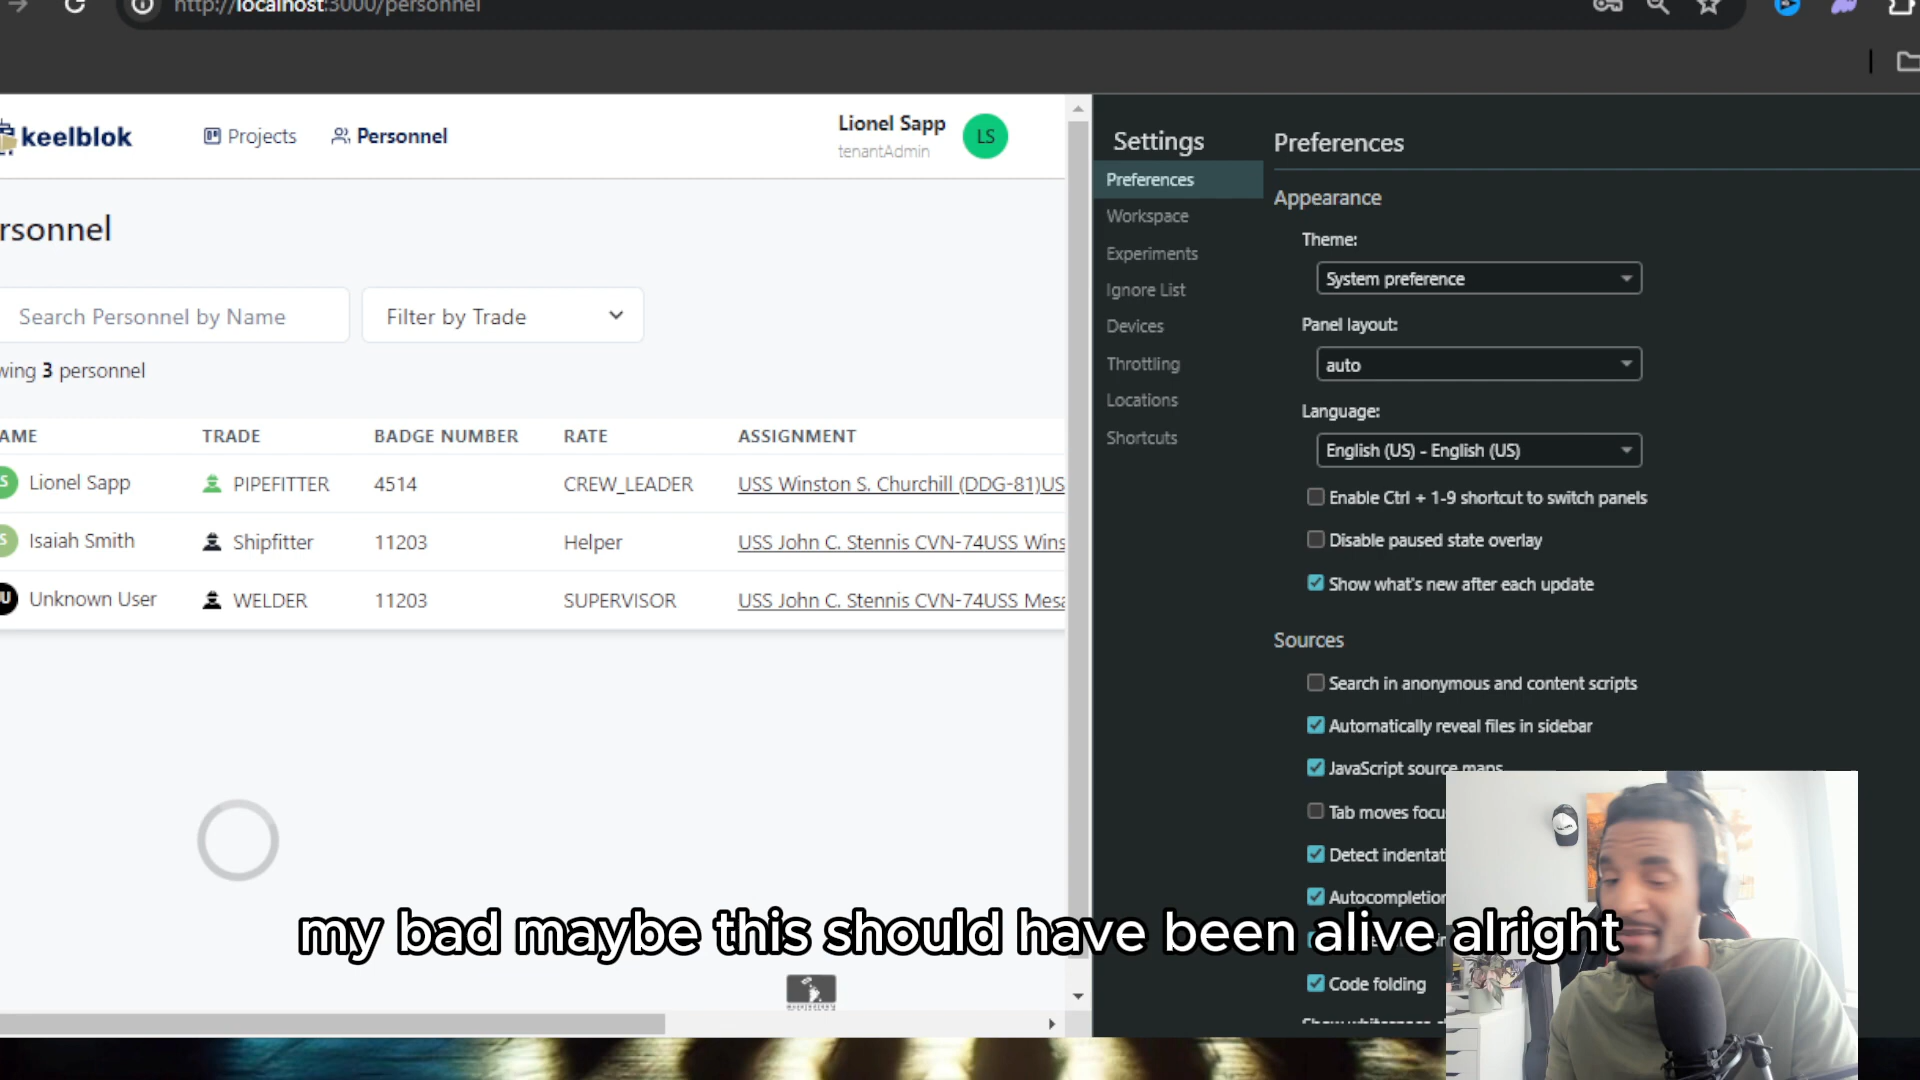 http://localhost:3000/personnel
keelblok
Projects
Personnel
Lionel Sapp
tenantAdmin
LS
rsonnel
Search Personnel by Name
Filter by Trade
wing 3 personnel
AME TRADE BADGE NUMBER RATE ASSIGNMENT
S Lionel Sapp PIPEFITTER 4514 CREW_LEADER USS Winston S. Churchill (DDG-81)US
S Isaiah Smith Shipfitter 11203 Helper USS John C. Stennis CVN-74USS Wins
U Unknown User WELDER 11203 SUPERVISOR USS John C. Stennis CVN-74USS Mesa
Settings
Preferences
Workspace
Experiments
Ignore List
Devices
Throttling
Locations
Shortcuts
Preferences
Appearance
Theme:
System preference
Panel layout:
auto
Language:
English (US) - English (US)
Enable Ctrl + 1-9 shortcut to switch panels
Disable paused state overlay
Show what's new after each update
Sources
Search in anonymous and content scripts
Automatically reveal files in sidebar
JavaScript source maps
Tab moves focu
Detect indentat
Autocompletion
Code folding
my bad maybe this should have been alive alright